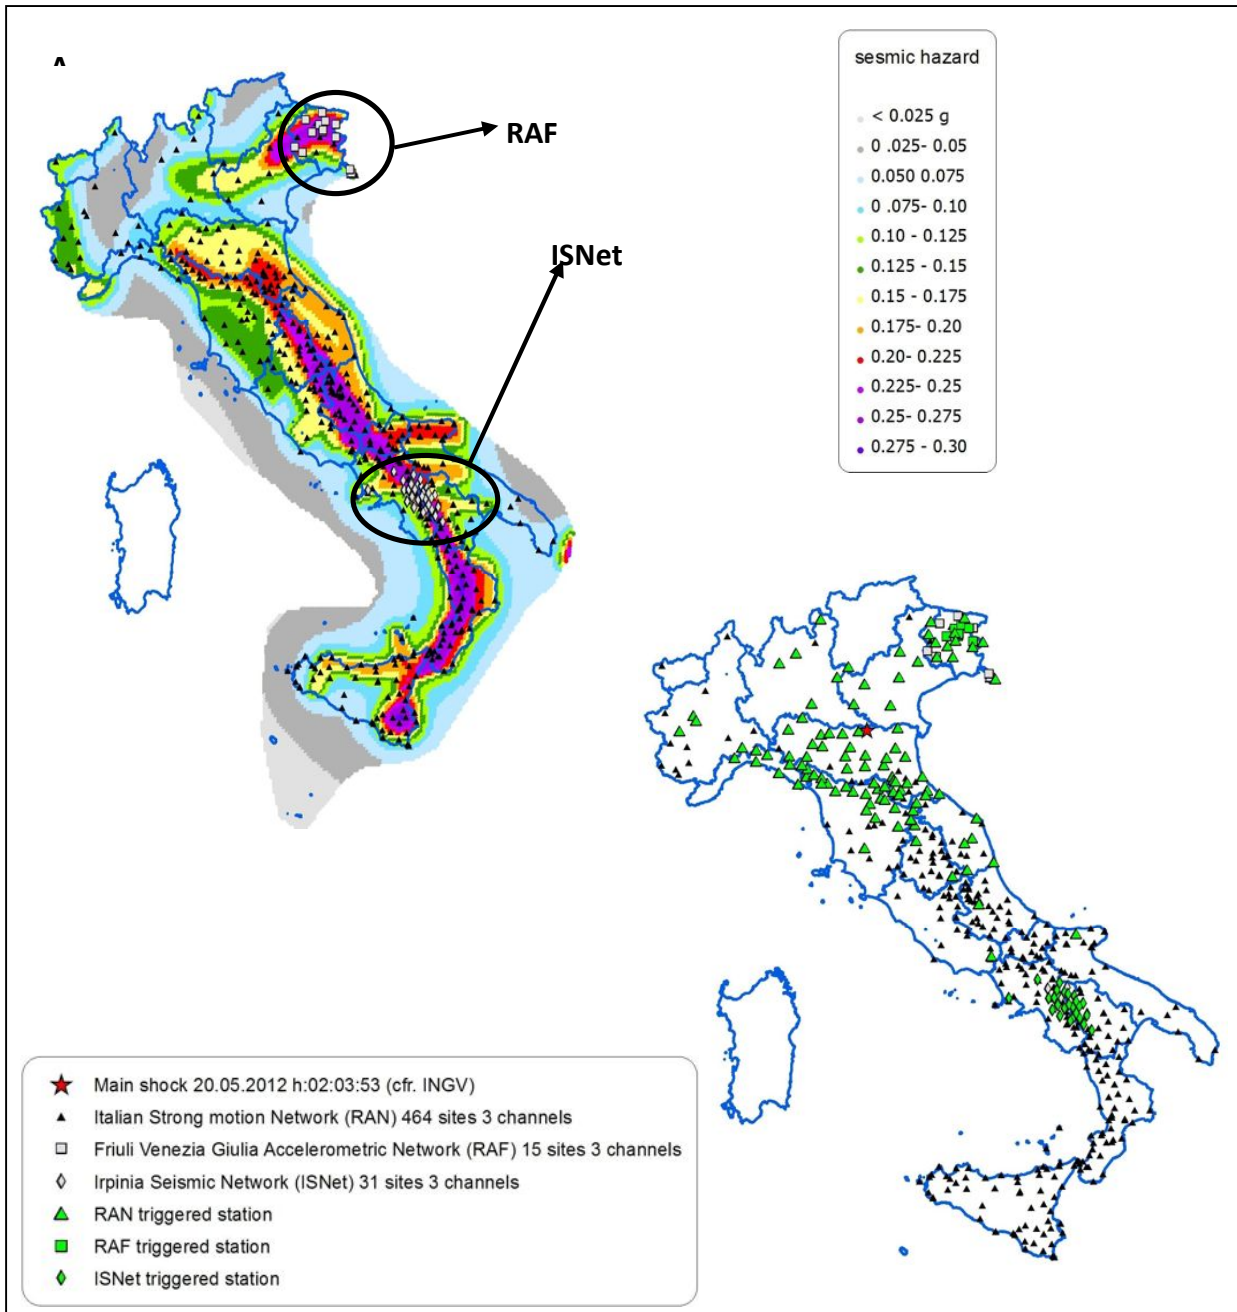 A
RAF
ISNet
sesmic hazard
< 0.025 g
0 .025- 0.05
0.050 0.075
0 .075- 0.10
0.10 - 0.125
0.125 - 0.15
0.15 - 0.175
0.175- 0.20
0.20- 0.225
0.225- 0.25
0.25- 0.275
0.275 - 0.30
Main shock 20.05.2012 h:02:03:53 (cfr. INGV)
Italian Strong motion Network (RAN) 464 sites 3 channels
Friuli Venezia Giulia Accelerometric Network (RAF) 15 sites 3 channels
Irpinia Seismic Network (ISNet) 31 sites 3 channels
RAN triggered station
RAF triggered station
ISNet triggered station